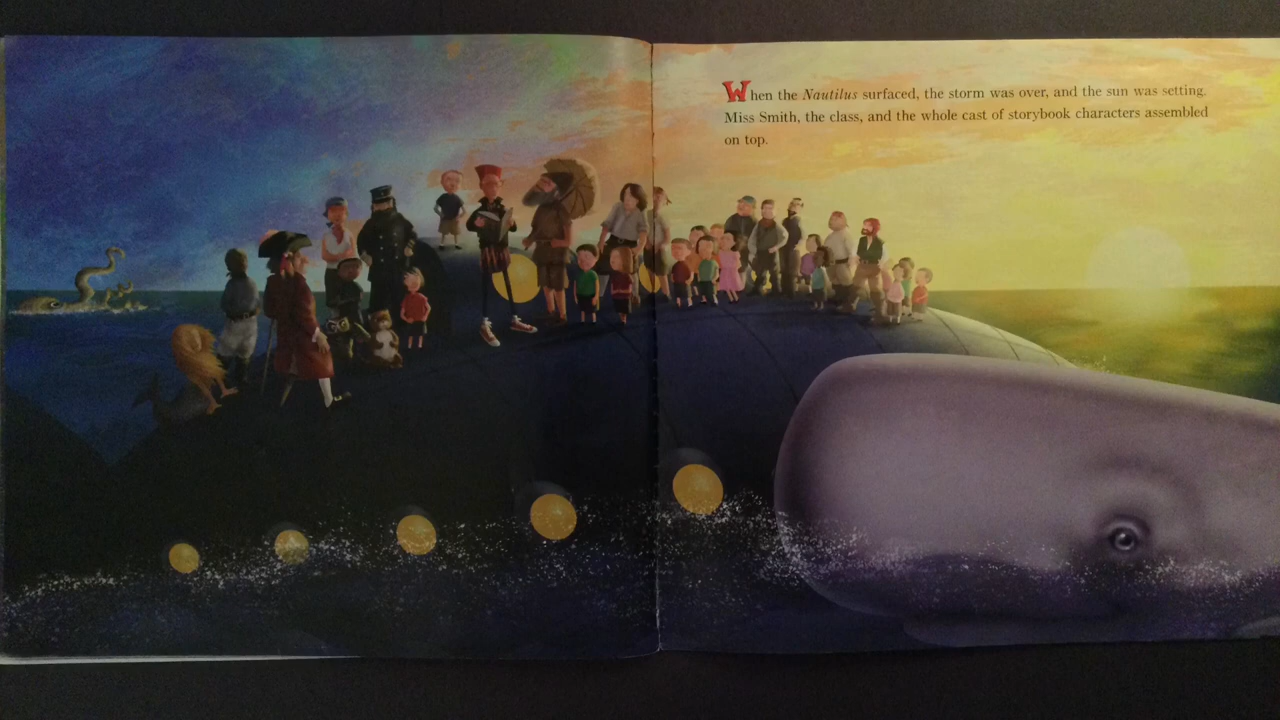 When the Nautilus surfaced, the storm was over, and the sun was setting.
Miss Smith, the class, and the whole cast of storybook characters assembled
on top.